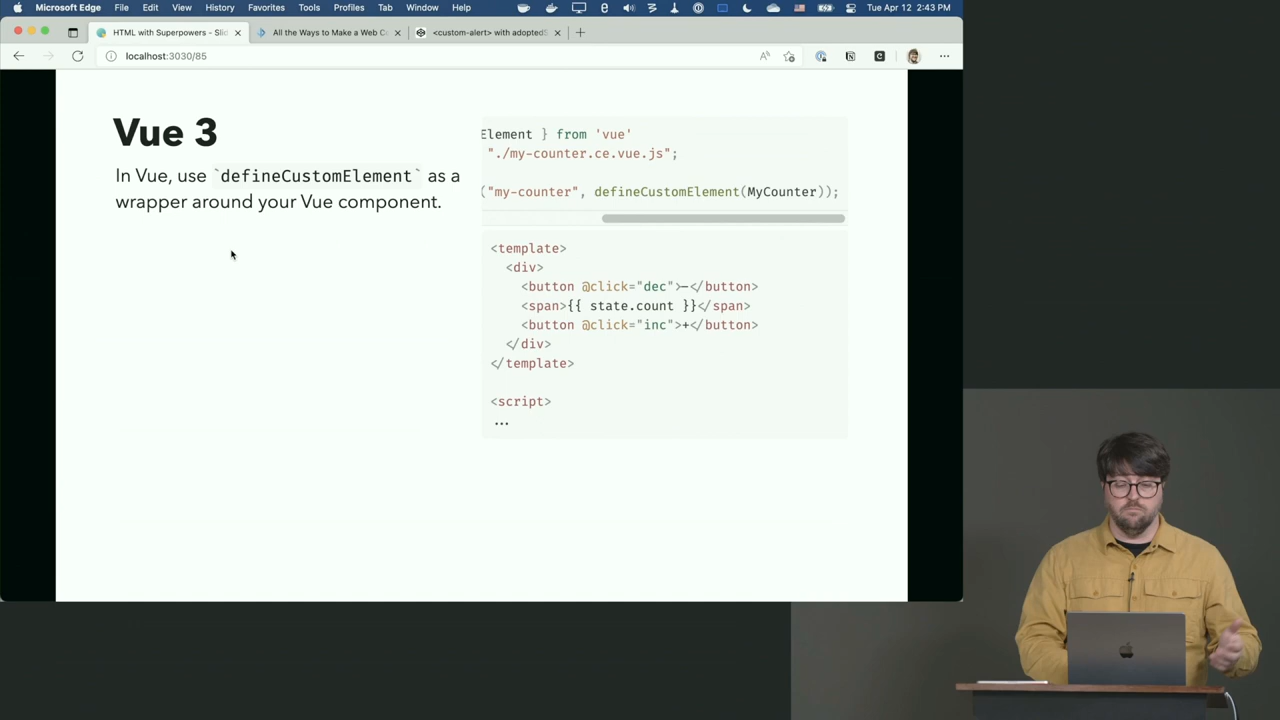 Microsoft Edge File Edit View History Favorites Tools Profiles Tab Window Help Tue Apr 12 2:43 PM
HTML with Superpowers - Slid All the Ways to Make a Web C <custom-alert> with adoptedS
localhost:3030/85
Vue 3
In Vue, use `defineCustomElement` as a
wrapper around your Vue component.
Element } from 'vue'
"./my-counter.ce.vue.js";
("my-counter", defineCustomElement(MyCounter));
<template>
<div>
<button @click="dec">—</button>
<span>{{ state.count }}</span>
<button @click="inc">+</button>
</div>
</template>
<script>
...